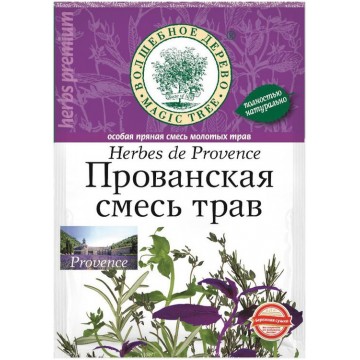 herbs premium
ВОЛШЕБНОЕ ДЕРЕВО
®
MAGIC TREE
полностью
натурально
особая пряная смесь молотых трав
Herbes de Provence
Прованская
смесь трав
Provence